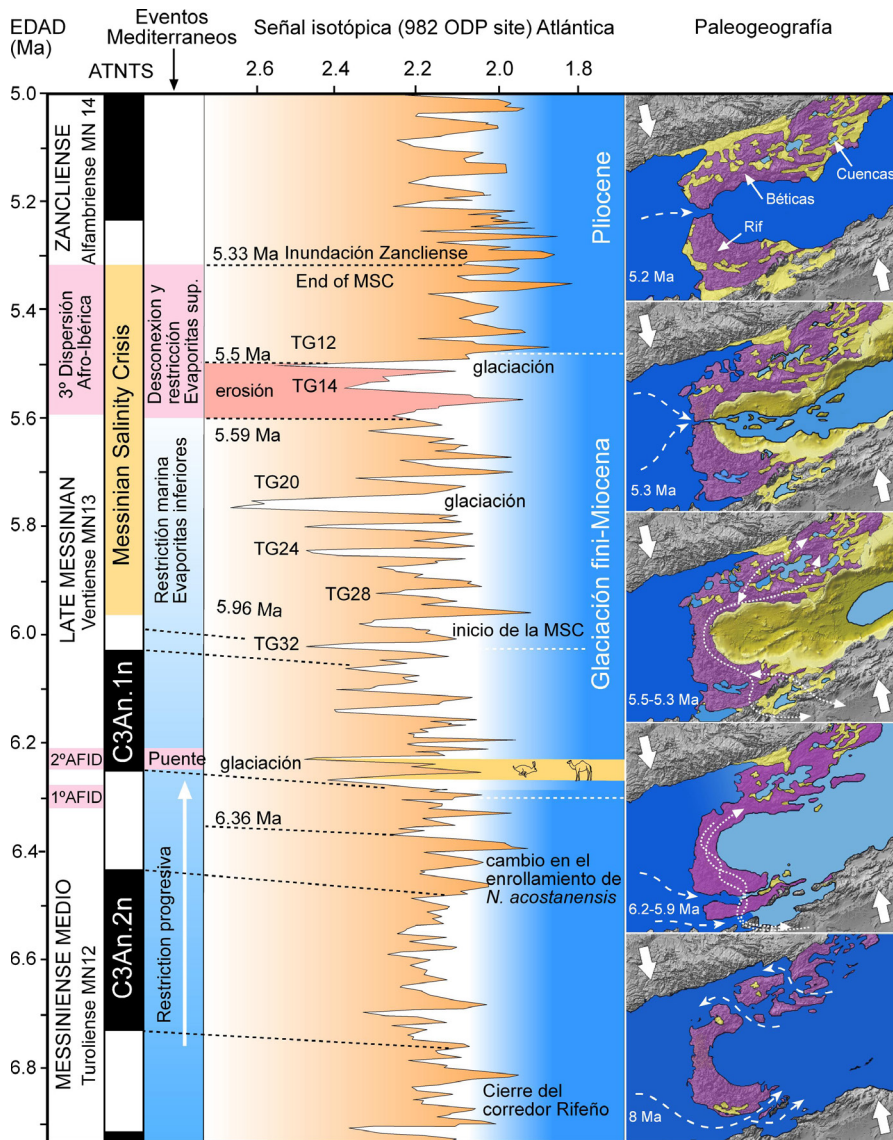 EDAD
(Ma)
Eventos
Mediterraneos
ATNTS
Señal isotópica (982 ODP site) Atlántica
2.6
2.4
2.2
2.0
1.8
Paleogeografía
5.0
5.2
5.4
5.6
5.8
6.0
6.2
6.4
6.6
6.8
ZANCLIENSE
Alfambriense MN 14
3º Dispersión
Afro-Ibérica
LATE MESSINIAN
Ventiense MN13
2ºAFID
1ºAFID
MESSINIENSE MEDIO
Turoliense MN12
Messinian Salinity Crisis
C3An.1n
C3An.2n
Desconexion y
restricción
Evaporitas sup.
Restrición marina
Evaporitas inferiores
Puente
Restriction progresiva
5.33 Ma
Inundación Zancliense
End of MSC
TG12
5.5 Ma
glaciación
erosión
TG14
5.59 Ma
TG20
glaciación
TG24
TG28
5.96 Ma
inicio de la MSC
TG32
glaciación
6.36 Ma
cambio en el
enrollamiento de
N. acostanensis
Cierre del
corredor Rifeño
Pliocene
Glaciación fini-Miocena
Cuencas
Béticas
Rif
5.2 Ma
5.3 Ma
5.5-5.3 Ma
6.2-5.9 Ma
8 Ma